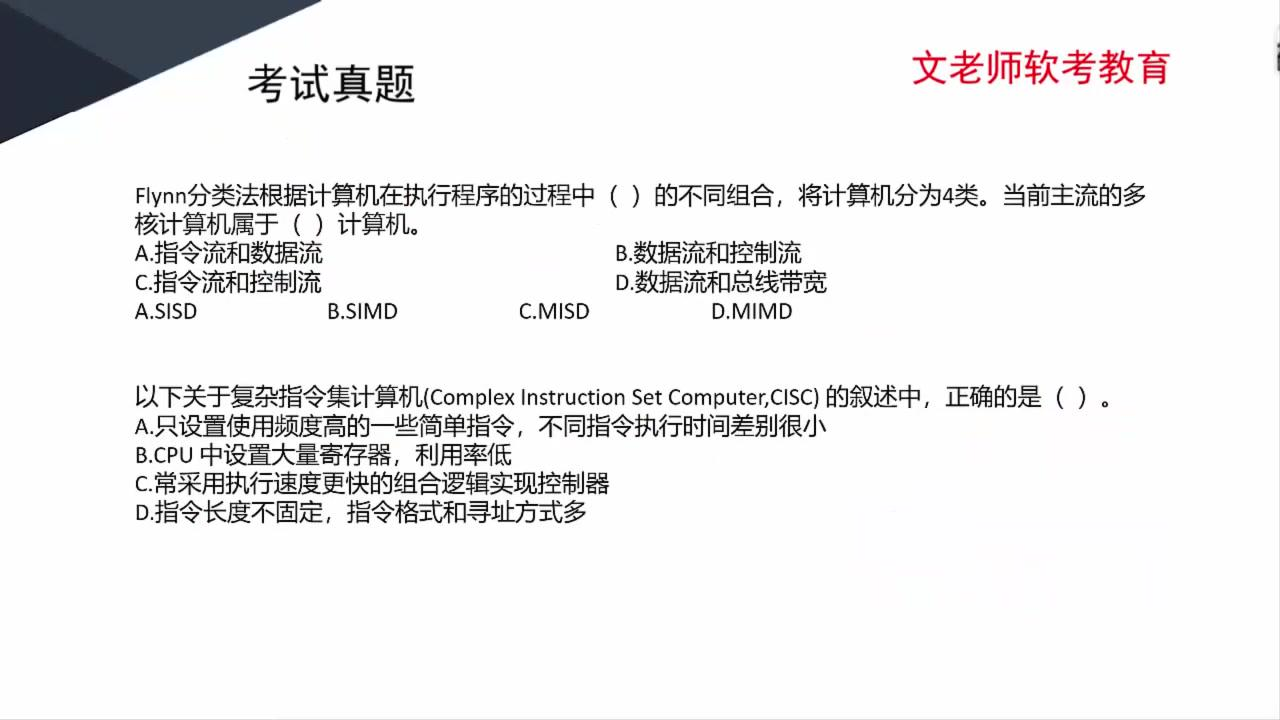 考试真题
文老师软考教育
Flynn分类法根据计算机在执行程序的过程中（ ）的不同组合，将计算机分为4类。当前主流的多
核计算机属于（ ）计算机。
A.指令流和数据流 B.数据流和控制流
C.指令流和控制流 D.数据流和总线带宽
A.SISD B.SIMD C.MISD D.MIMD
以下关于复杂指令集计算机(Complex Instruction Set Computer,CISC) 的叙述中，正确的是（ ）。
A.只设置使用频度高的一些简单指令，不同指令执行时间差别很小
B.CPU 中设置大量寄存器，利用率低
C.常采用执行速度更快的组合逻辑实现控制器
D.指令长度不固定，指令格式和寻址方式多